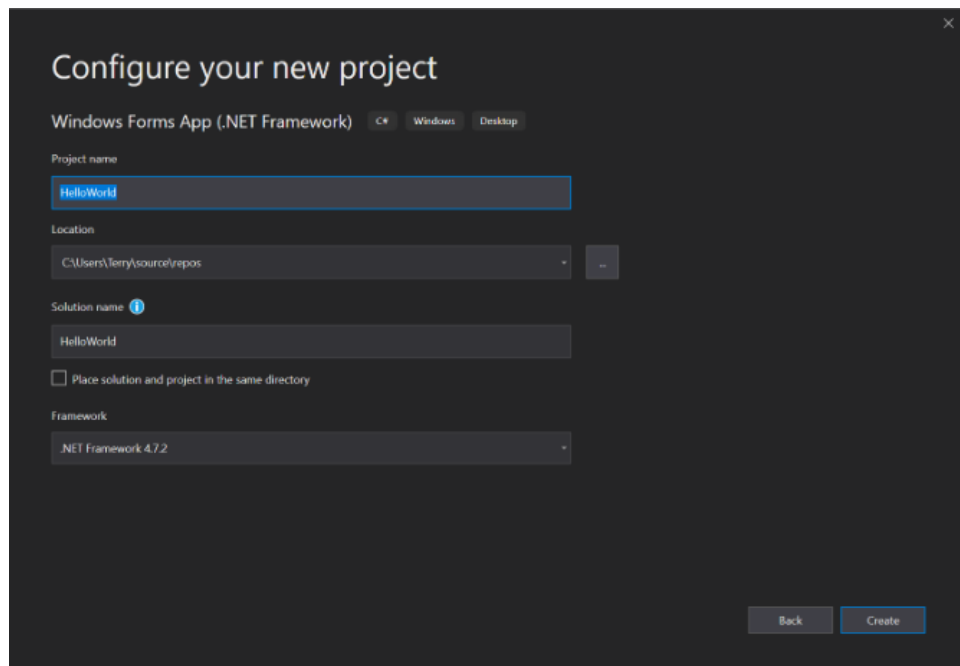 Configure your new project
Windows Forms App (.NET Framework) C# Windows Desktop
Project name
HelloWorld
Location
C:\Users\Terry\source\repos
...
Solution name
HelloWorld
Place solution and project in the same directory
Framework
.NET Framework 4.7.2
Back Create